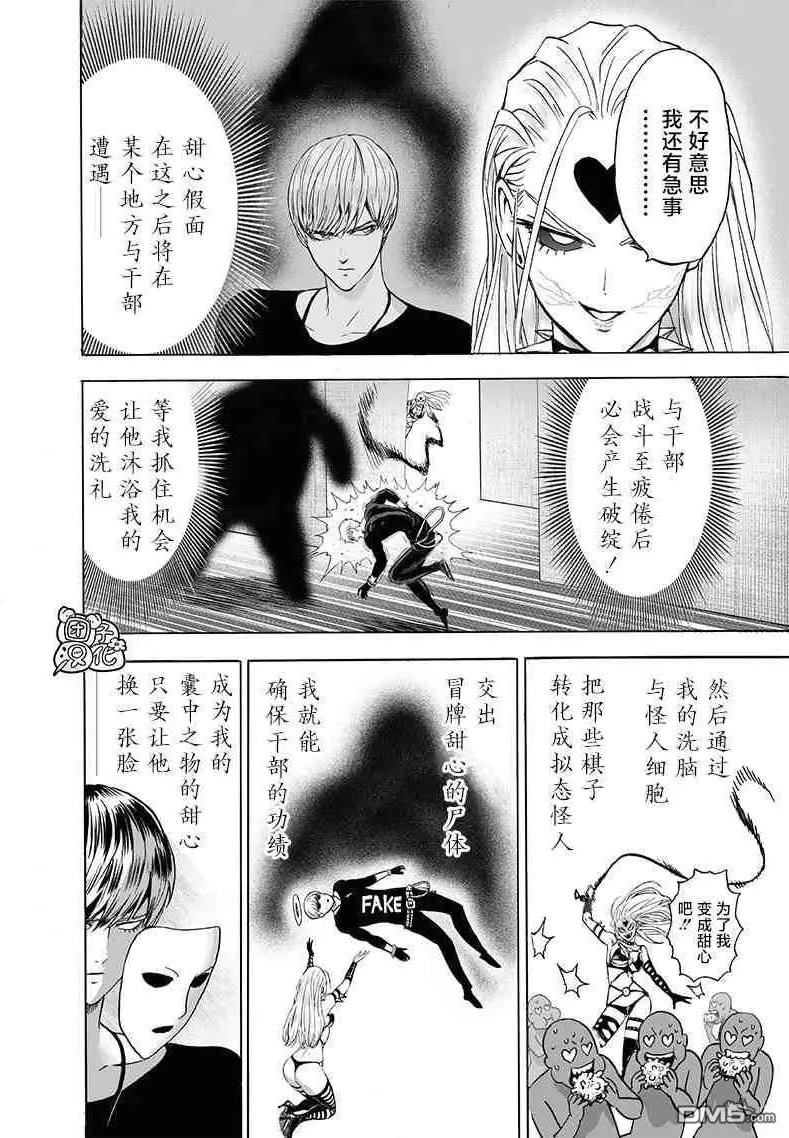 不好意思
我还有急事
……………
甜心假面
在这之后将在
某个地方与干部
遭遇——
与干部
战斗至疲倦后
必会产生破绽！
等我抓住机会
让他沐浴我的
爱的洗礼
团子
汉化
然后通过
我的洗脑
与怪人细胞
把那些棋子
转化成拟态怪人
为了我
变成甜心
吧!!
交出
冒牌甜心的尸体
我就能
确保干部的功绩
FAKE
成为我的
囊中之物的甜心
只要让他
换一张脸
——
DM5.com